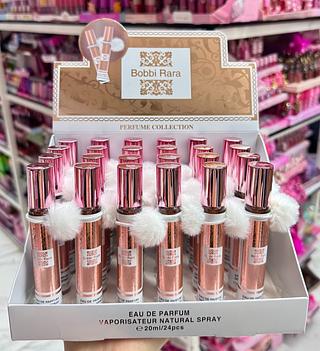 Bobbi Rara
PERFUME COLLECTION
EAU DE PARFUM
VAPORISATEUR NATURAL SPRAY
℮20ml/24pcs